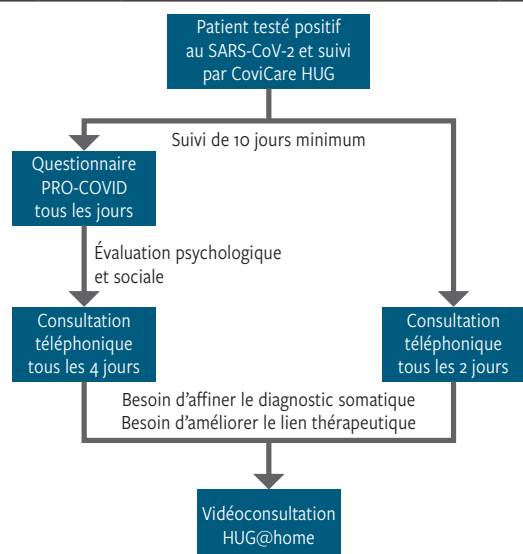 Patient testé positif
au SARS-CoV-2 et suivi
par CoviCare HUG
Suivi de 10 jours minimum
Questionnaire
PRO-COVID
tous les jours
Évaluation psychologique
et sociale
Consultation
téléphonique
tous les 4 jours
Consultation
téléphonique
tous les 2 jours
Besoin d’affiner le diagnostic somatique
Besoin d’améliorer le lien thérapeutique
Vidéoconsultation
HUG@home